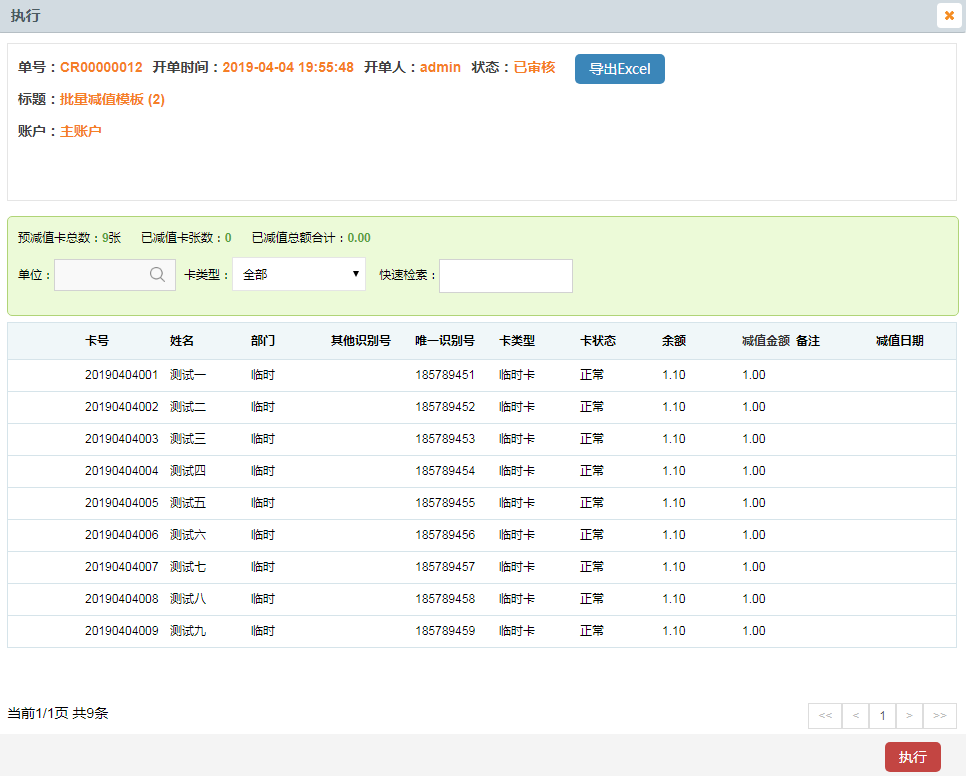 执行
单号：CR00000012 开单时间：2019-04-04 19:55:48 开单人：admin 状态：已审核 导出Excel
标题：批量减值模板 (2)
账户：主账户
预减值卡总数：9张 已减值卡张数：0 已减值总额合计：0.00
单位： 卡类型： 全部 快速检索：
卡号 姓名 部门 其他识别号 唯一识别号 卡类型 卡状态 余额 减值金额 备注 减值日期
20190404001 测试一 临时 185789451 临时卡 正常 1.10 1.00
20190404002 测试二 临时 185789452 临时卡 正常 1.10 1.00
20190404003 测试三 临时 185789453 临时卡 正常 1.10 1.00
20190404004 测试四 临时 185789454 临时卡 正常 1.10 1.00
20190404005 测试五 临时 185789455 临时卡 正常 1.10 1.00
20190404006 测试六 临时 185789456 临时卡 正常 1.10 1.00
20190404007 测试七 临时 185789457 临时卡 正常 1.10 1.00
20190404008 测试八 临时 185789458 临时卡 正常 1.10 1.00
20190404009 测试九 临时 185789459 临时卡 正常 1.10 1.00
当前1/1页 共9条 << < 1 > >>
执行